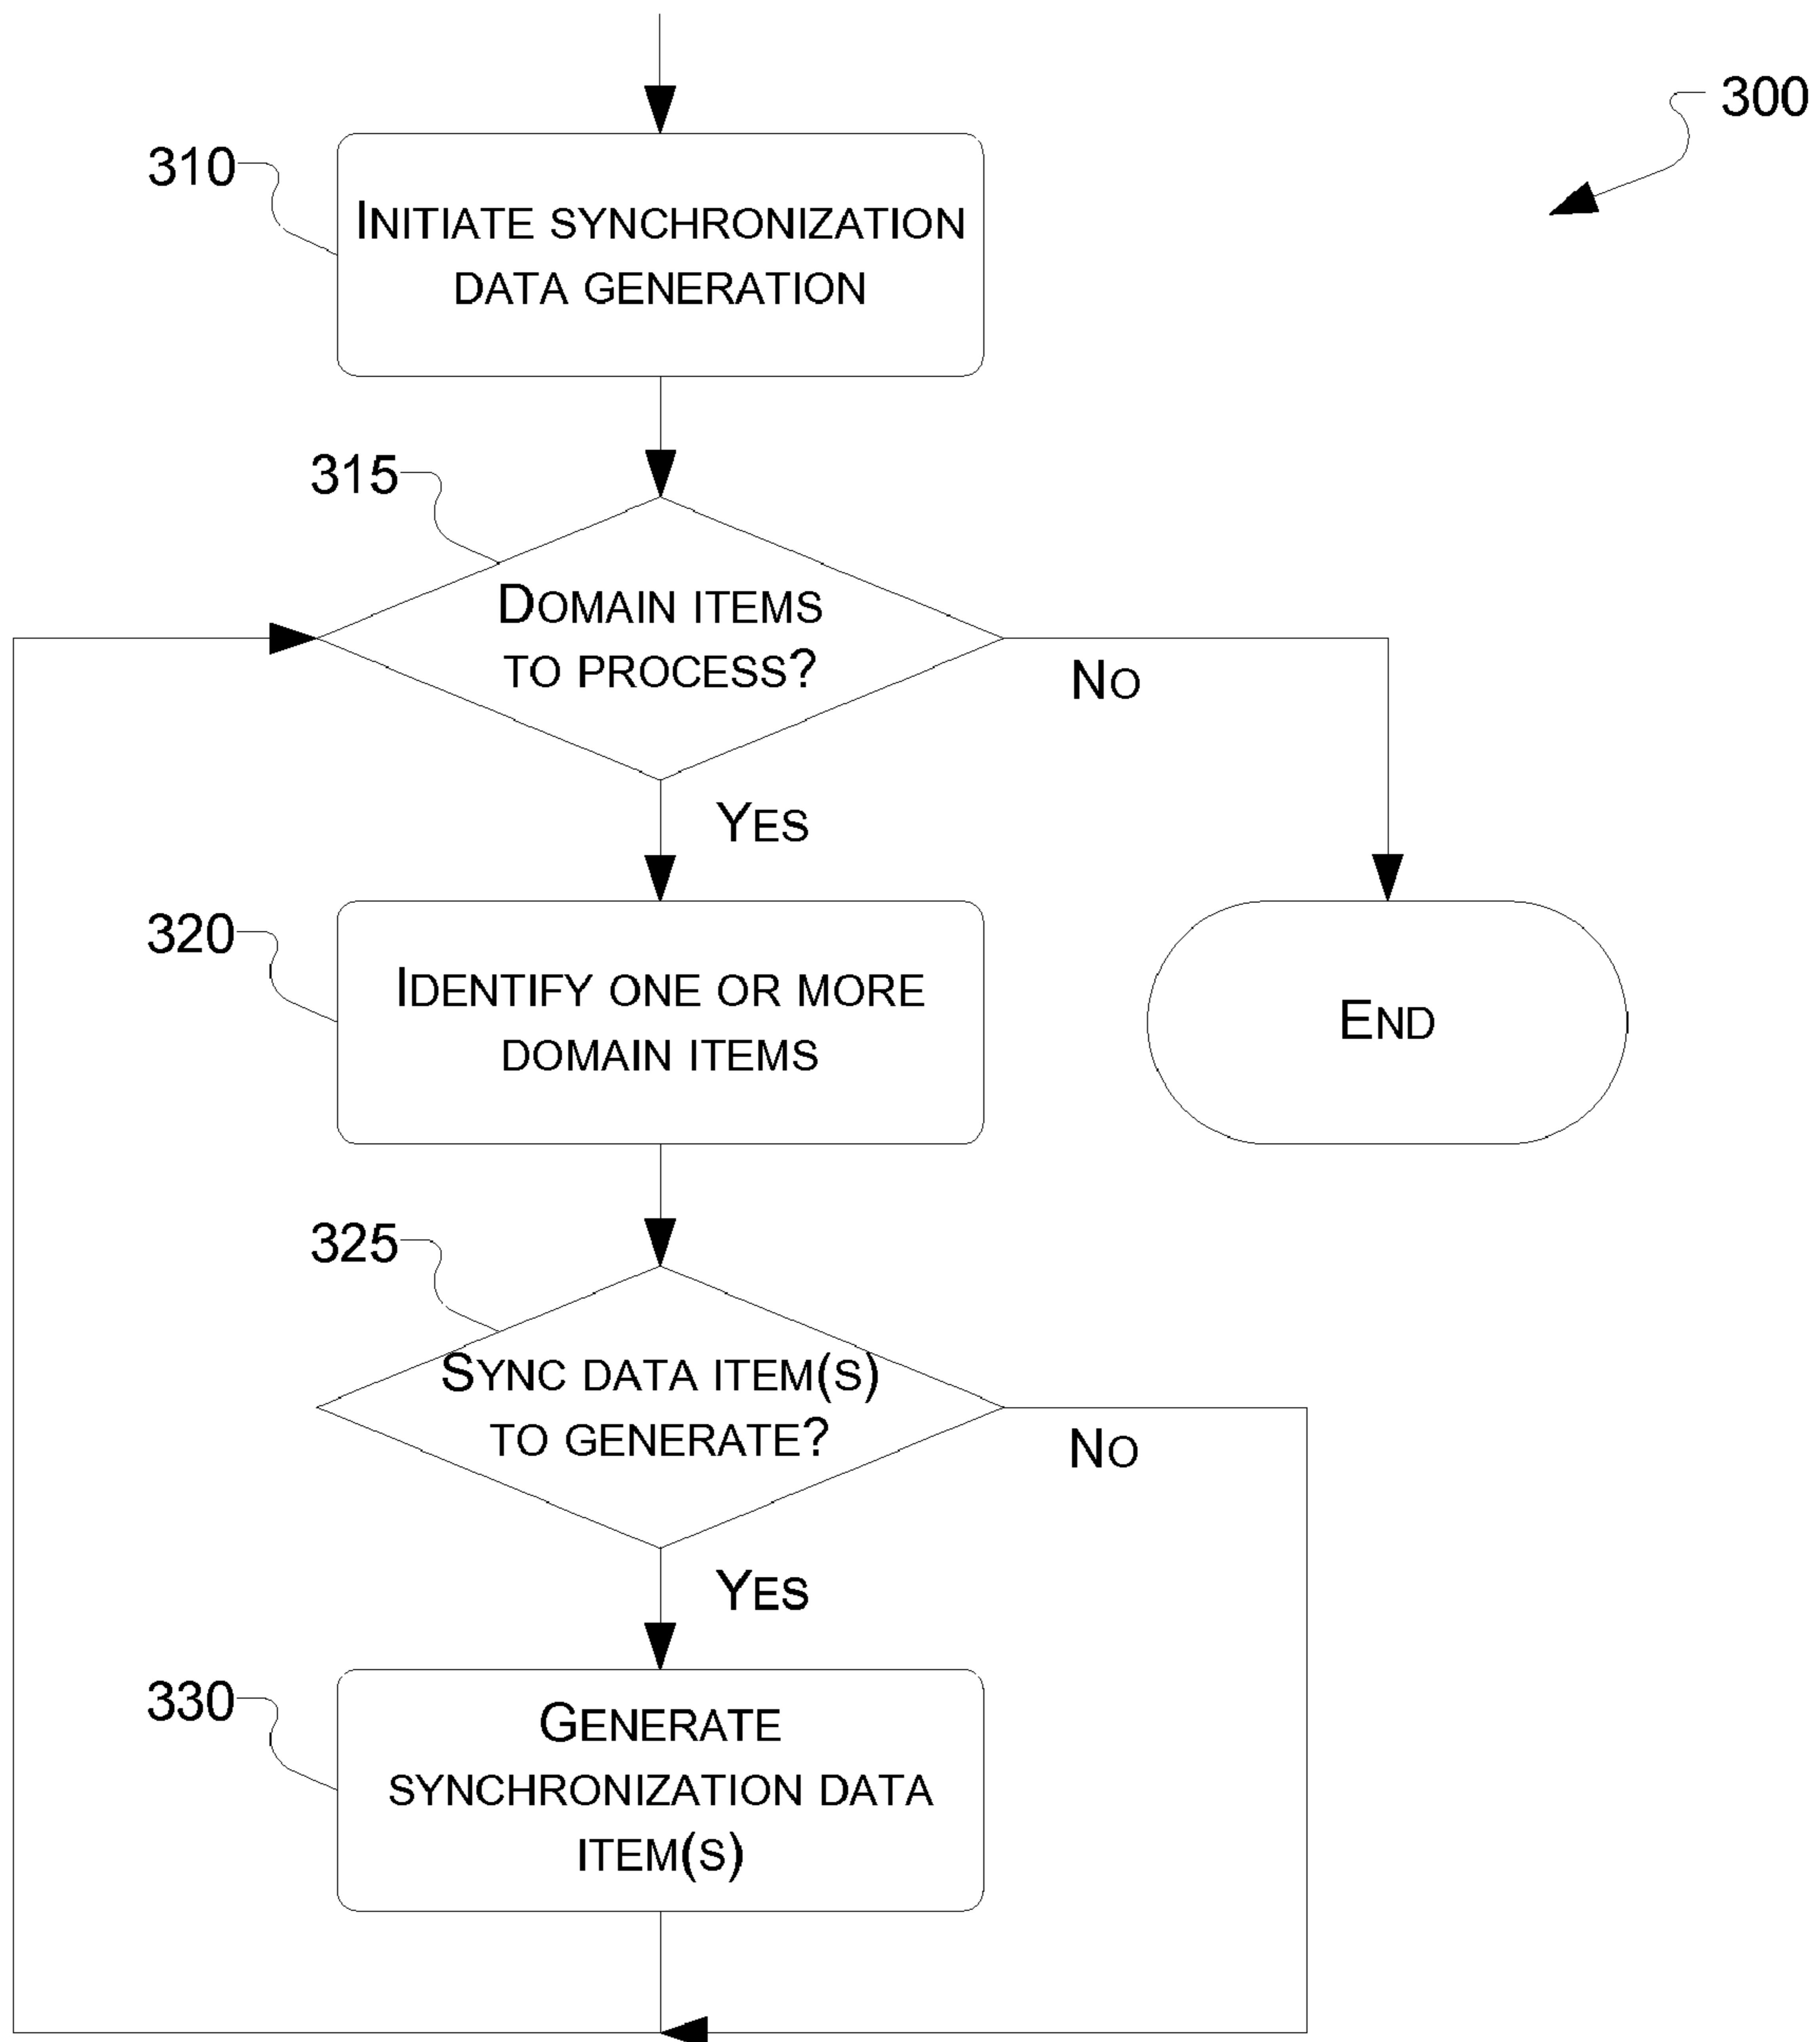 300
310
INITIATE SYNCHRONIZATION
DATA GENERATION
315
DOMAIN ITEMS
TO PROCESS?
NO
YES
320
IDENTIFY ONE OR MORE
DOMAIN ITEMS
END
325
SYNC DATA ITEM(S)
TO GENERATE?
NO
YES
330
GENERATE
SYNCHRONIZATION DATA
ITEM(S)